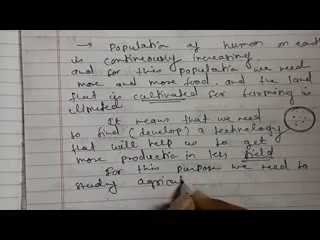 → Population of human on eart
is continuously increasing.
and for this population we need
more and more food. and the land
that is cultivated for farming is
limited
It means that we need
to find (develop) a technology
that will help us to get
more production in less field
For this purpose we need to
study agricul